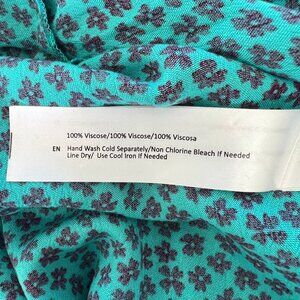 100% Viscose/100% Viscose/100% Viscosa
EN Hand Wash Cold Separately/Non Chlorine Bleach If Needed
Line Dry/ Use Cool Iron If Needed